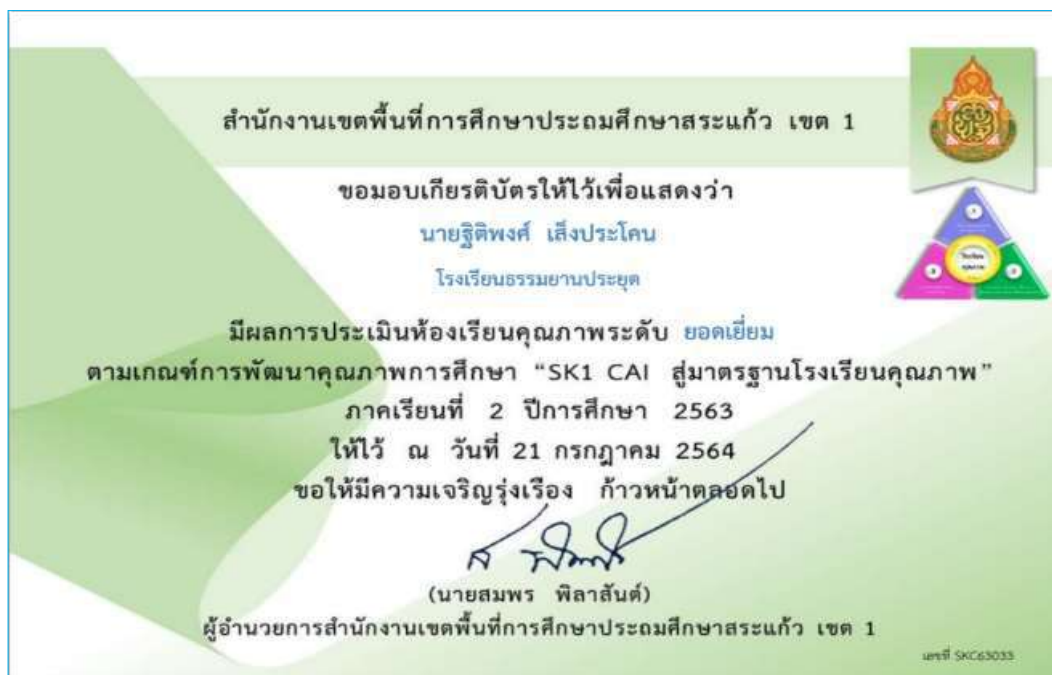 สำนักงานเขตพื้นที่การศึกษาประถมศึกษาสระแก้ว เขต 1
ขอมอบเกียรติบัตรให้ไว้เพื่อแสดงว่า
นายฐิติพงศ์ เส็งประโคน
โรงเรียนธรรมยานประยุต
มีผลการประเมินห้องเรียนคุณภาพระดับ ยอดเยี่ยม
ตามเกณฑ์การพัฒนาคุณภาพการศึกษา “SK1 CAI สู่มาตรฐานโรงเรียนคุณภาพ”
ภาคเรียนที่ 2 ปีการศึกษา 2563
ให้ไว้ ณ วันที่ 21 กรกฎาคม 2564
ขอให้มีความเจริญรุ่งเรือง ก้าวหน้าตลอดไป
(นายสมพร พิลาสันต์)
ผู้อำนวยการสำนักงานเขตพื้นที่การศึกษาประถมศึกษาสระแก้ว เขต 1
เลขที่ SKC63033